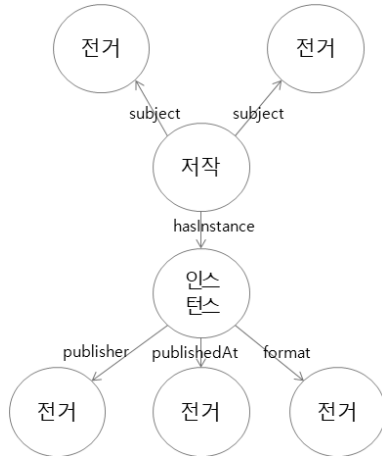 전거
전거
subject
subject
저작
hasInstance
인스
턴스
publisher
publishedAt
format
전거
전거
전거